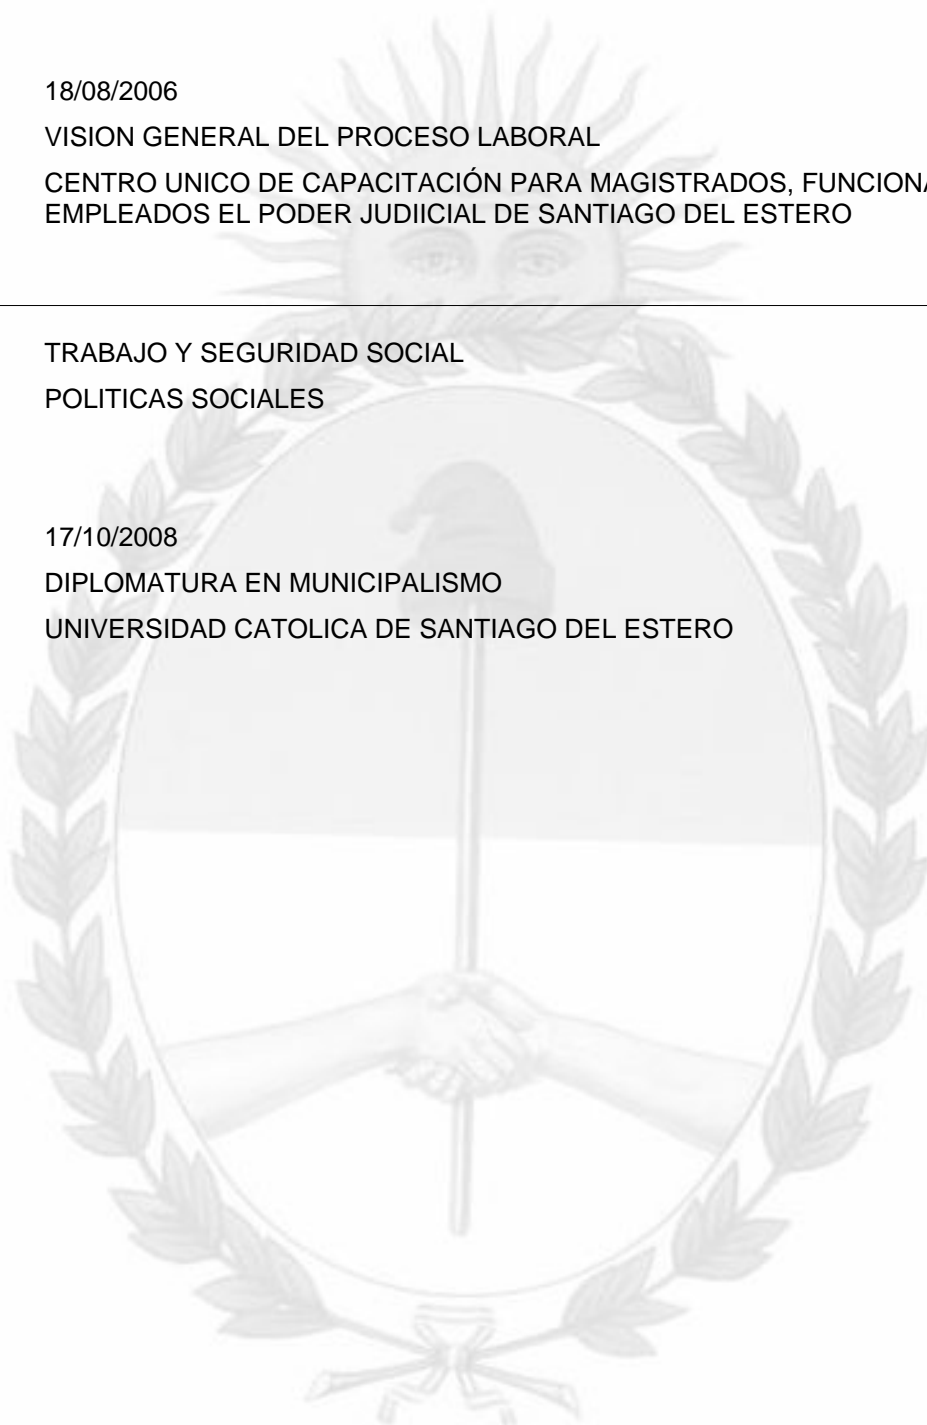 18/08/2006
VISION GENERAL DEL PROCESO LABORAL
CENTRO UNICO DE CAPACITACIÓN PARA MAGISTRADOS,
EMPLEADOS EL PODER JUDIICIAL DE SANTIAGO DEL ESTERO
TRABAJO Y SEGURIDAD SOCIAL
POLITICAS SOCIALES
17/10/2008
DIPLOMATURA EN MUNICIPALISMO
UNIVERSIDAD CATOLICA DE SANTIAGO DEL ESTERO